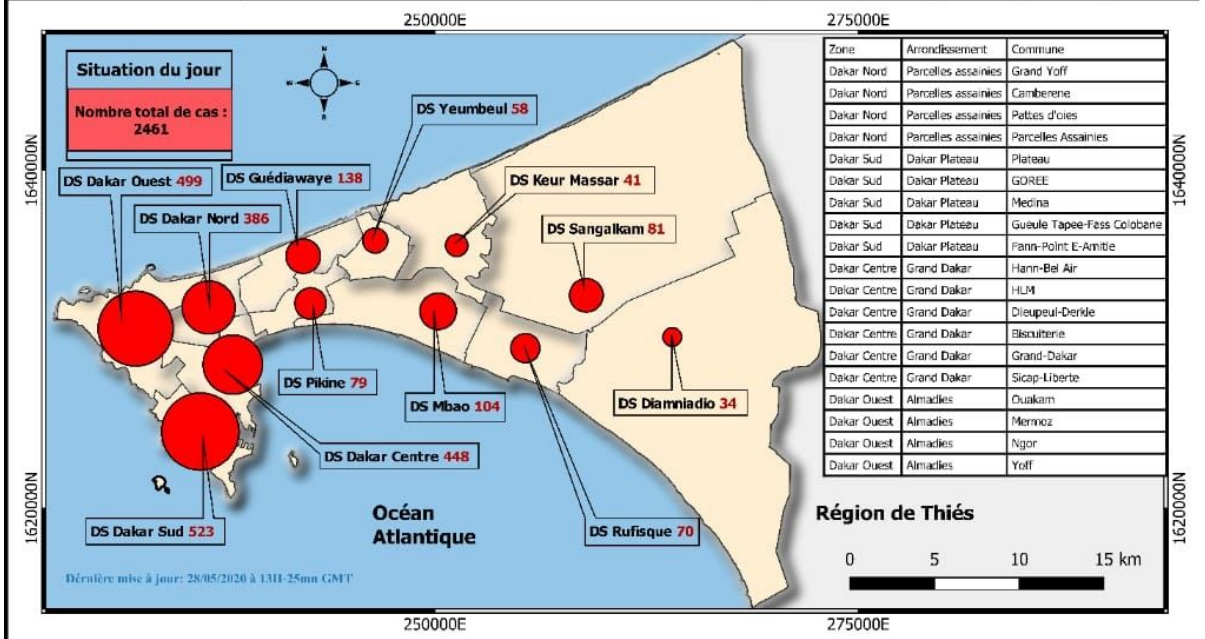 250000E
275000E
Situation du jour
Nombre total de cas :
2461
N
W
E
S
1640000N
1640000N
DS Yeumbeul 58
DS Dakar Ouest 499
DS Guédiawaye 138
DS Keur Massar 41
DS Dakar Nord 386
DS Sangalkam 81
DS Pikine 79
DS Mbao 104
DS Diamniadio 34
DS Dakar Centre 448
DS Dakar Sud 523
DS Rufisque 70
Océan
Atlantique
Région de Thiés
1620000N
1620000N
0 5 10 15 km
Dérnière mise à jour: 28/05/2020 à 13H-25mn GMT
250000E
275000E
Zone Arrondissement Commune
Dakar Nord Parcelles assainies Grand Yoff
Dakar Nord Parcelles assainies Camberene
Dakar Nord Parcelles assainies Pattes d'oies
Dakar Nord Parcelles assainies Parcelles Assainies
Dakar Sud Dakar Plateau Plateau
Dakar Sud Dakar Plateau GOREE
Dakar Sud Dakar Plateau Medina
Dakar Sud Dakar Plateau Gueule Tapee-Fass Colobane
Dakar Sud Dakar Plateau Fann-Point E-Amitie
Dakar Centre Grand Dakar Hann-Bel Air
Dakar Centre Grand Dakar HLM
Dakar Centre Grand Dakar Dieupeul-Derkle
Dakar Centre Grand Dakar Biscuiterie
Dakar Centre Grand Dakar Grand-Dakar
Dakar Centre Grand Dakar Sicap-Liberte
Dakar Ouest Almadies Ouakam
Dakar Ouest Almadies Mermoz
Dakar Ouest Almadies Ngor
Dakar Ouest Almadies Yoff